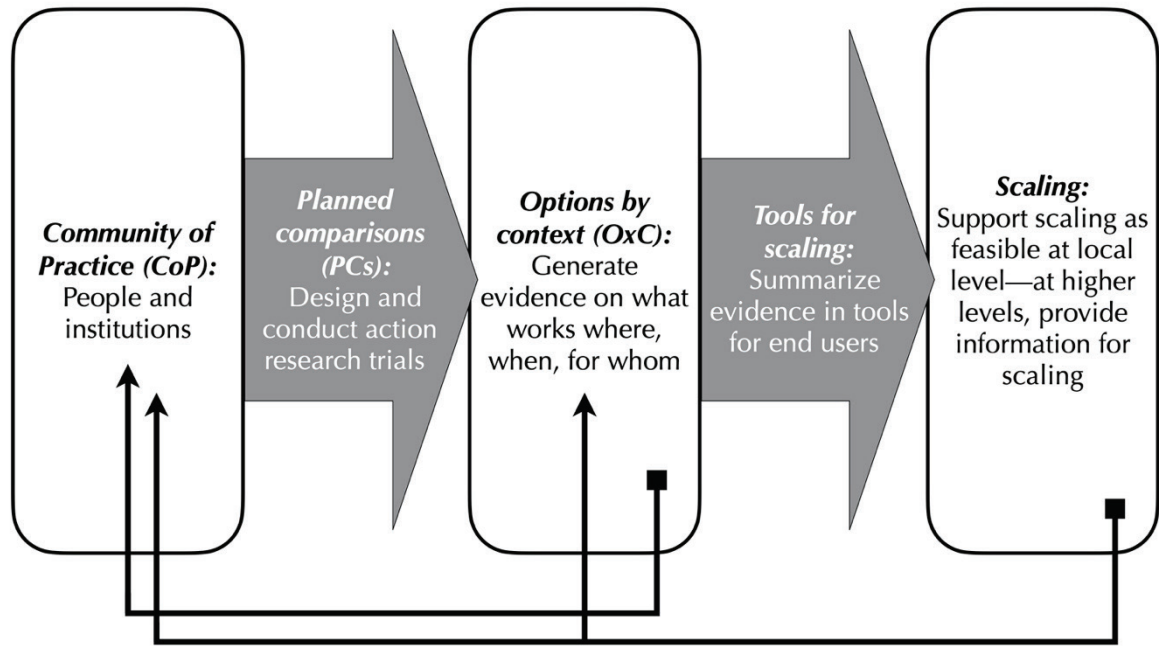 Community of
Practice (CoP):
People and
institutions
Planned
comparisons
(PCs):
Design and
conduct action
research trials
Options by
context (OxC):
Generate
evidence on what
works where,
when, for whom
Tools for
scaling:
Summarize
evidence in tools
for end users
Scaling:
Support scaling as
feasible at local
level—at higher
levels, provide
information for
scaling